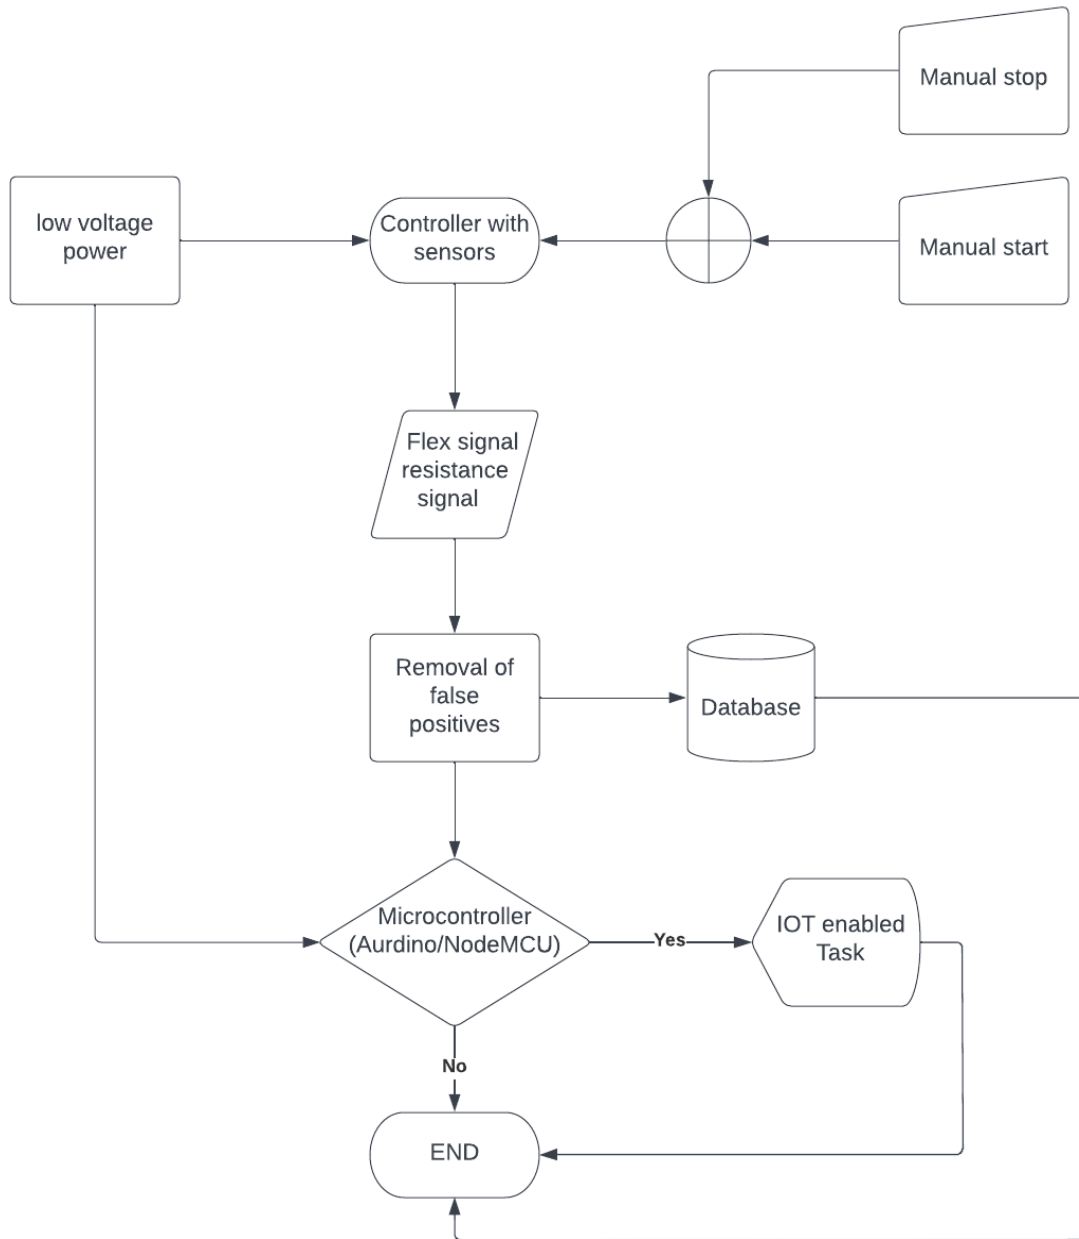 Manual stop
low voltage
power
Controller with
sensors
Manual start
Flex signal
resistance
signal
Removal of
false
positives
Database
Microcontroller
(Aurdino/NodeMCU)
Yes
IOT enabled
Task
No
END